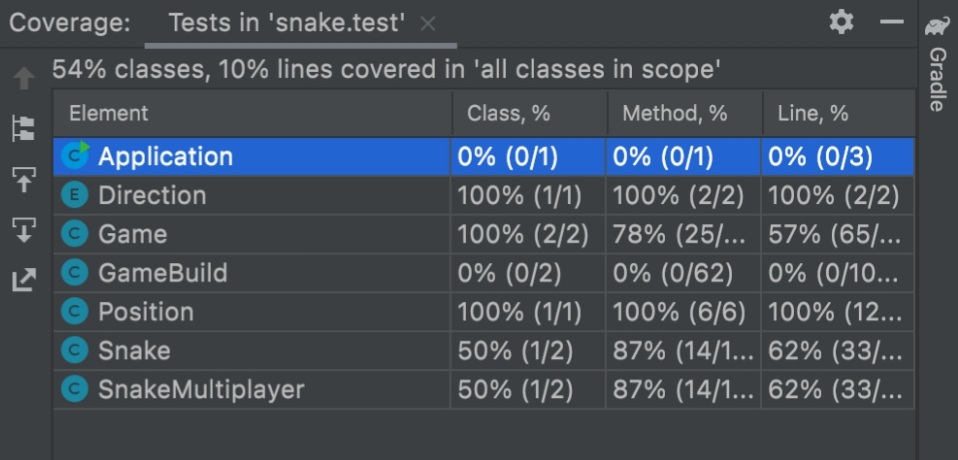 Coverage: Tests in 'snake.test' ×
54% classes, 10% lines covered in 'all classes in scope'
Element Class, % Method, % Line, %
C Application 0% (0/1) 0% (0/1) 0% (0/3)
E Direction 100% (1/1) 100% (2/2) 100% (2/2)
C Game 100% (2/2) 78% (25/... 57% (65/...
C GameBuild 0% (0/2) 0% (0/62) 0% (0/10...
C Position 100% (1/1) 100% (6/6) 100% (12...
C Snake 50% (1/2) 87% (14/1... 62% (33/...
C SnakeMultiplayer 50% (1/2) 87% (14/1... 62% (33/...
Gradle